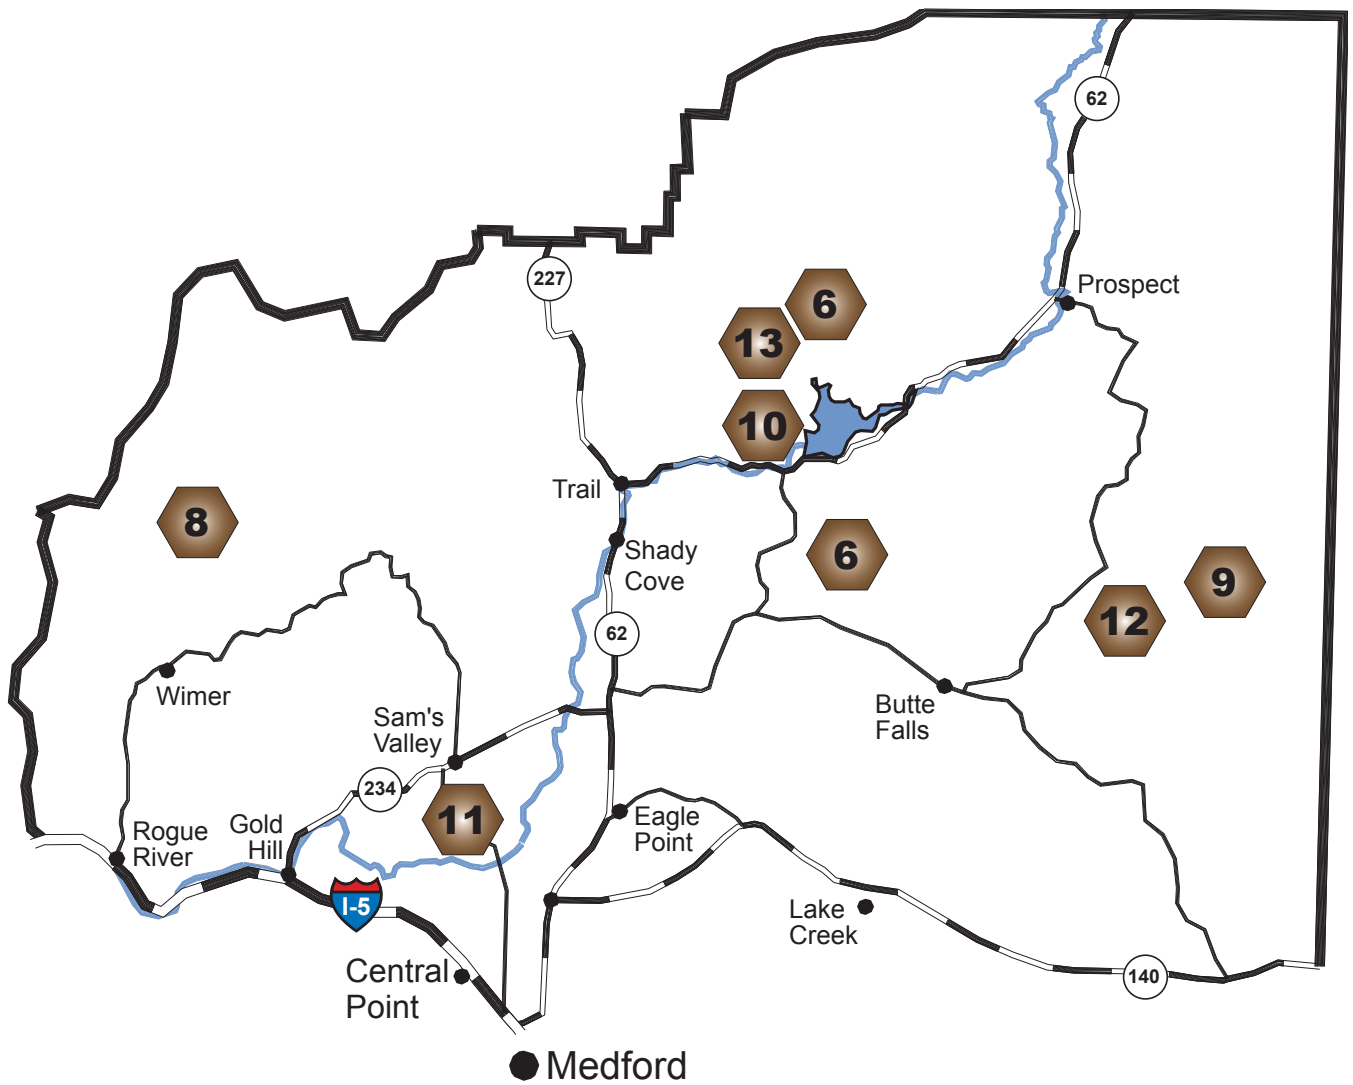 62
227
Prospect
6
13
10
Trail
8
Shady
Cove
6
9
12
62
Wimer
Butte
Falls
Sam's
Valley
234
11
Eagle
Point
Gold
Hill
Rogue
River
I-5
Lake
Creek
Central
Point
140
Medford